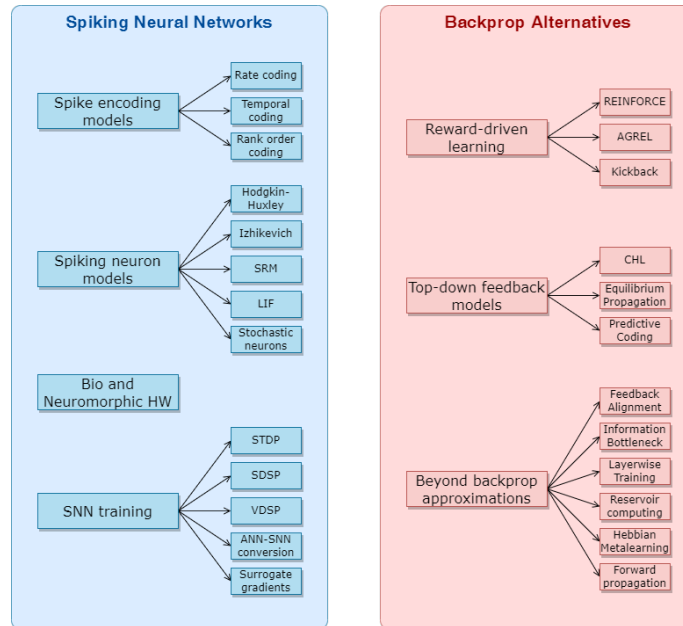 Spiking Neural Networks
Spike encoding
models
Rate coding
Temporal
coding
Rank order
coding
Spiking neuron
models
Hodgkin-
Huxley
Izhikevich
SRM
LIF
Stochastic
neurons
Bio and
Neuromorphic HW
SNN training
STDP
SDSP
VDSP
ANN-SNN
conversion
Surrogate
gradients
Backprop Alternatives
Reward-driven
learning
REINFORCE
AGREL
Kickback
Top-down feedback
models
CHL
Equilibrium
Propagation
Predictive
Coding
Beyond backprop
approximations
Feedback
Alignment
Information
Bottleneck
Layerwise
Training
Reservoir
computing
Hebbian
Metalearning
Forward
propagation